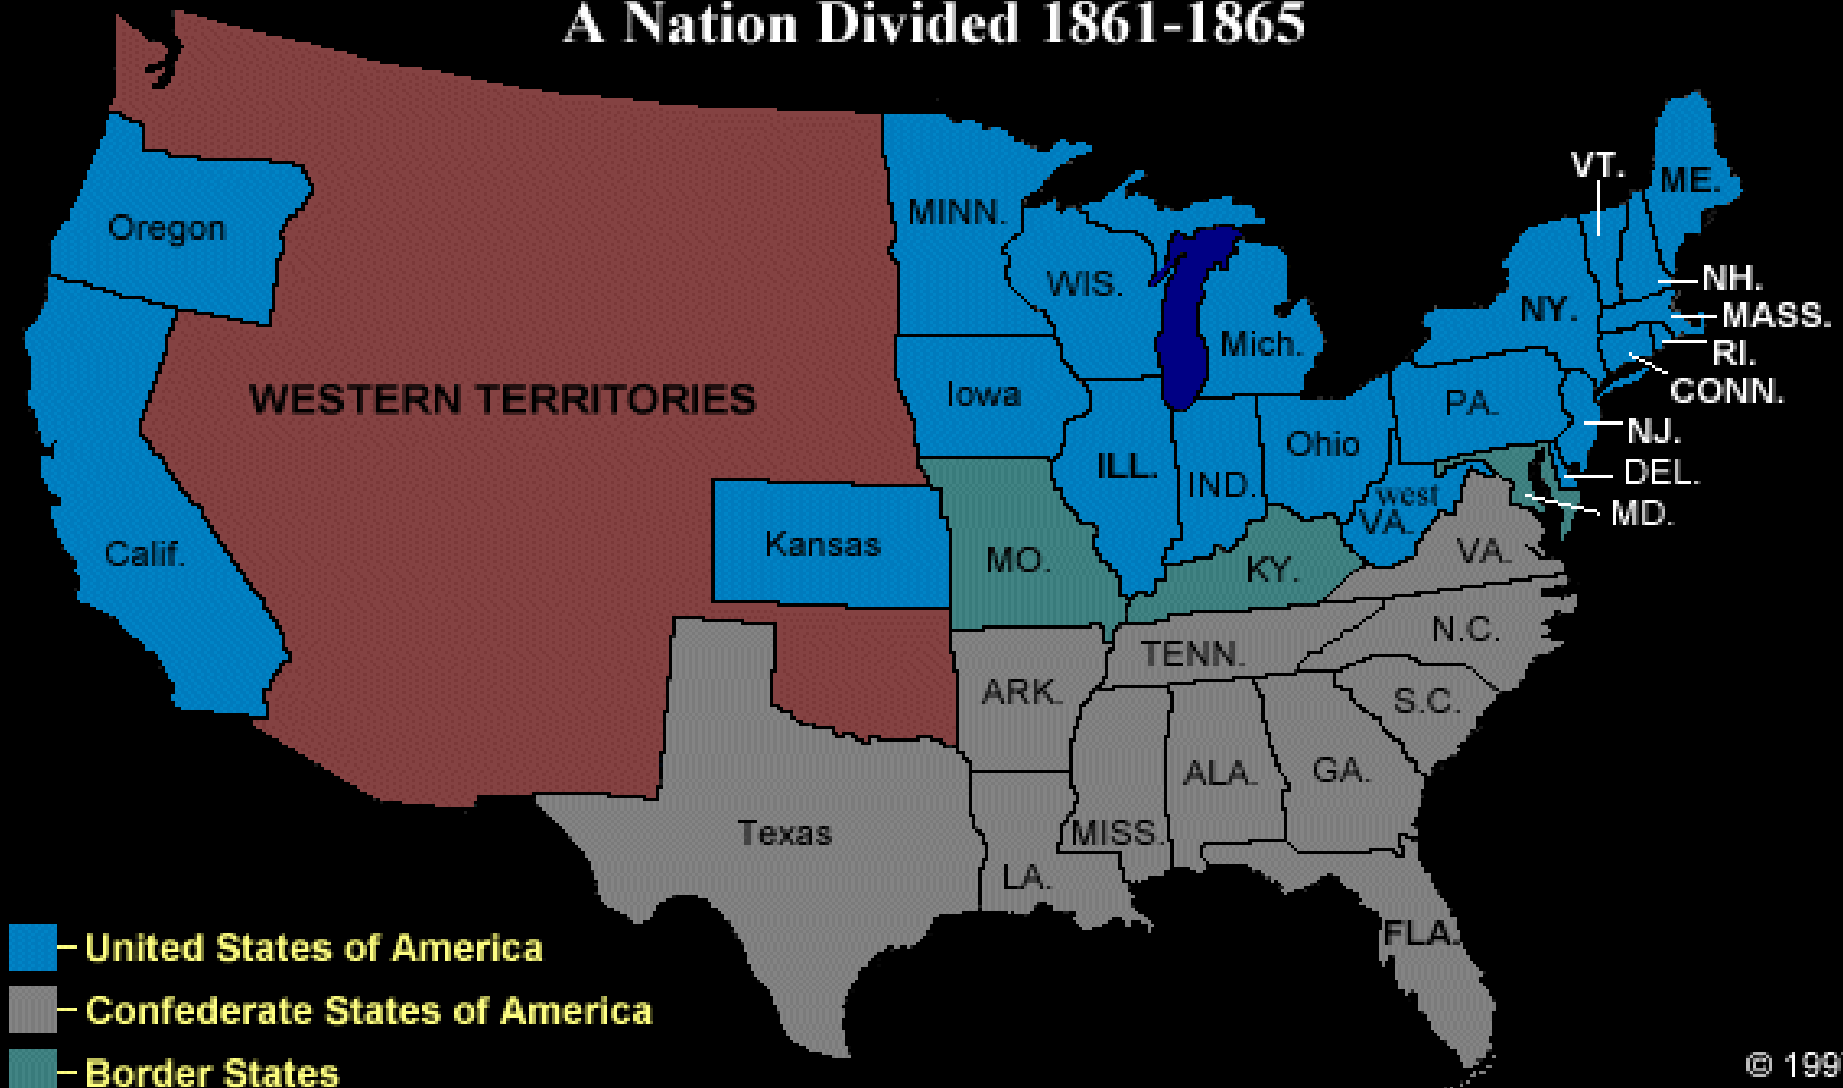 A Nation Divided 1861-1865
VT.
ME.
MINN.
Oregon
WIS.
NH.
NY.
MASS.
Mich.
RI.
CONN.
WESTERN TERRITORIES
Iowa
PA.
NJ.
Ohio
ILL.
IND.
DEL.
west
VA.
MD.
Kansas
Calif.
MO.
KY.
VA.
N.C.
TENN.
ARK.
S.C.
ALA.
GA.
Texas
MISS.
LA.
FLA.
United States of America
Confederate States of America
Border States
© 199